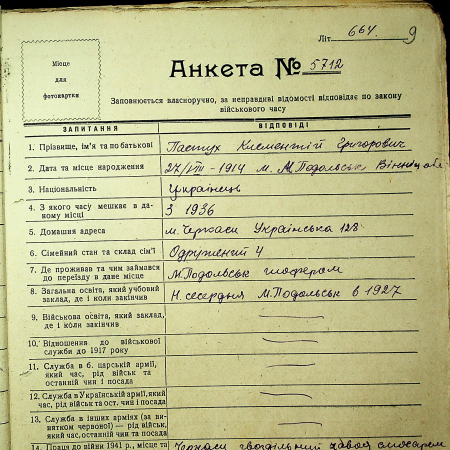 Літ. 664. 9
Місце
для
фотокартки
Анкета № 5712
Заповнюється власноручно, за неправдиві відомості відповідає по закону
військового часу
ЗАПИТАННЯ ВІДПОВІДІ
1. Прізвище, ім'я та по батькові Пастух Климентій Григорович
2. Дата та місце народження 27/VIII - 1914 м. М. Подольськ Вінніц обл
3. Національність Українець
4. З якого часу мешкає в да-
ному місці З 1936
5. Домашня адреса м. Черкаси Українська 128
6. Сімейний стан та склад сім'ї Одружений 4
7. Де проживав та чим займався
до переїзду в дане місце М. Подольськ шофером
8. Загальна освіта, який учбовий
заклад, де і коли закінчив Н. середня М. Подольськ в 1927
9. Військова освіта, який заклад,
де і коли закінчив
10. Відношення до військової
служби до 1917 року
11. Служба в б. царській армії,
який час, рід військ та
останній чин і посада
12. Служба в Українській армії, який
час, рід військ та ост. чин і посада
13. Служба в інших арміях (за ви-
нятком червоної) — рід військ,
який час, останній чин та посада
14. Праця до війни 1941 р., місце та Черкаси гвоздільний завод слюсарем